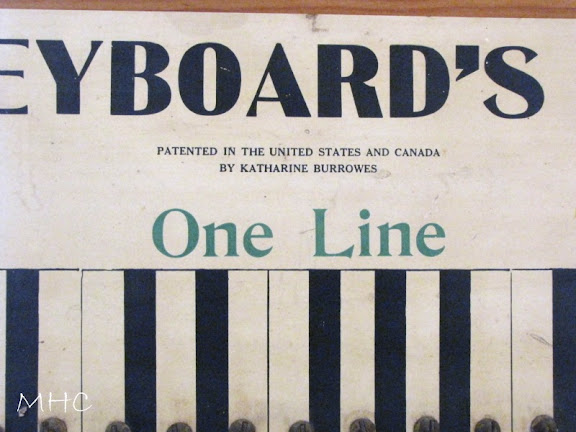 EYBOARD'S
PATENTED IN THE UNITED STATES AND CANADA
BY KATHARINE BURROWES
One Line
MHC